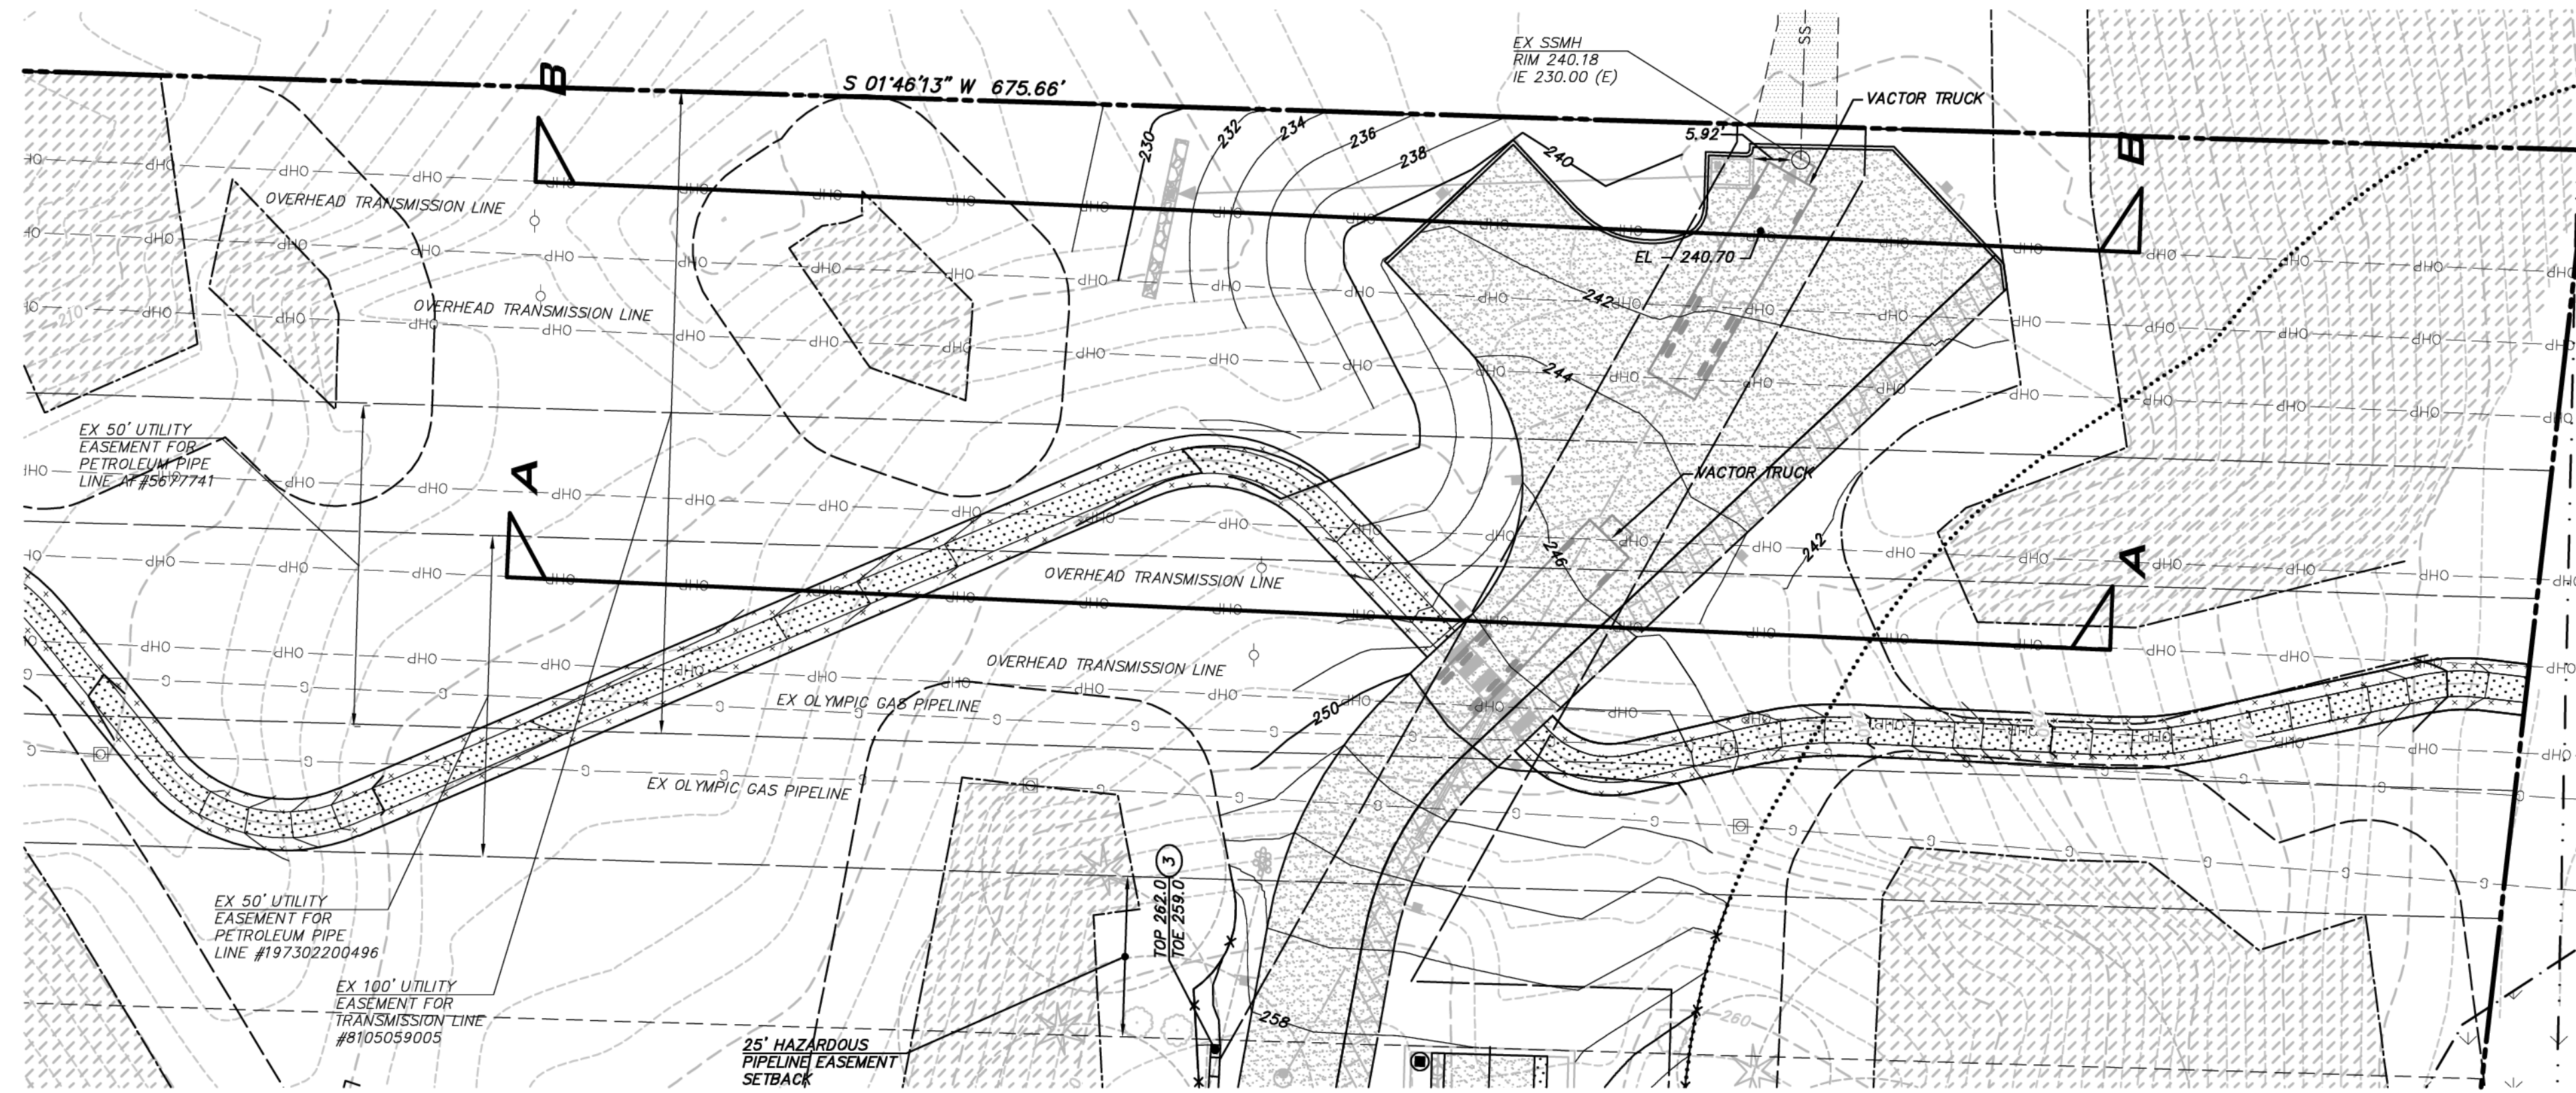 EX SSMH
RIM 240.18
IE 230.00 (E)
SS
B
S 01°46'13" W 675.66'
VACTOR TRUCK
5.92'
B
230
232
234
236
238
240
OVERHEAD TRANSMISSION LINE
EL - 240.70
OVERHEAD TRANSMISSION LINE
242
210
244
EX 50' UTILITY
EASEMENT FOR
PETROLEUM PIPE
LINE AF#5677741
A
VACTOR TRUCK
246
242
A
OVERHEAD TRANSMISSION LINE
OVERHEAD TRANSMISSION LINE
EX OLYMPIC GAS PIPELINE
250
EX OLYMPIC GAS PIPELINE
3
TOP 262.0
TOE 259.0
EX 50' UTILITY
EASEMENT FOR
PETROLEUM PIPE
LINE #197302200496
EX 100' UTILITY
EASEMENT FOR
TRANSMISSION LINE
#8105059005
258
260
25' HAZARDOUS
PIPELINE EASEMENT
SETBACK
OHP
G